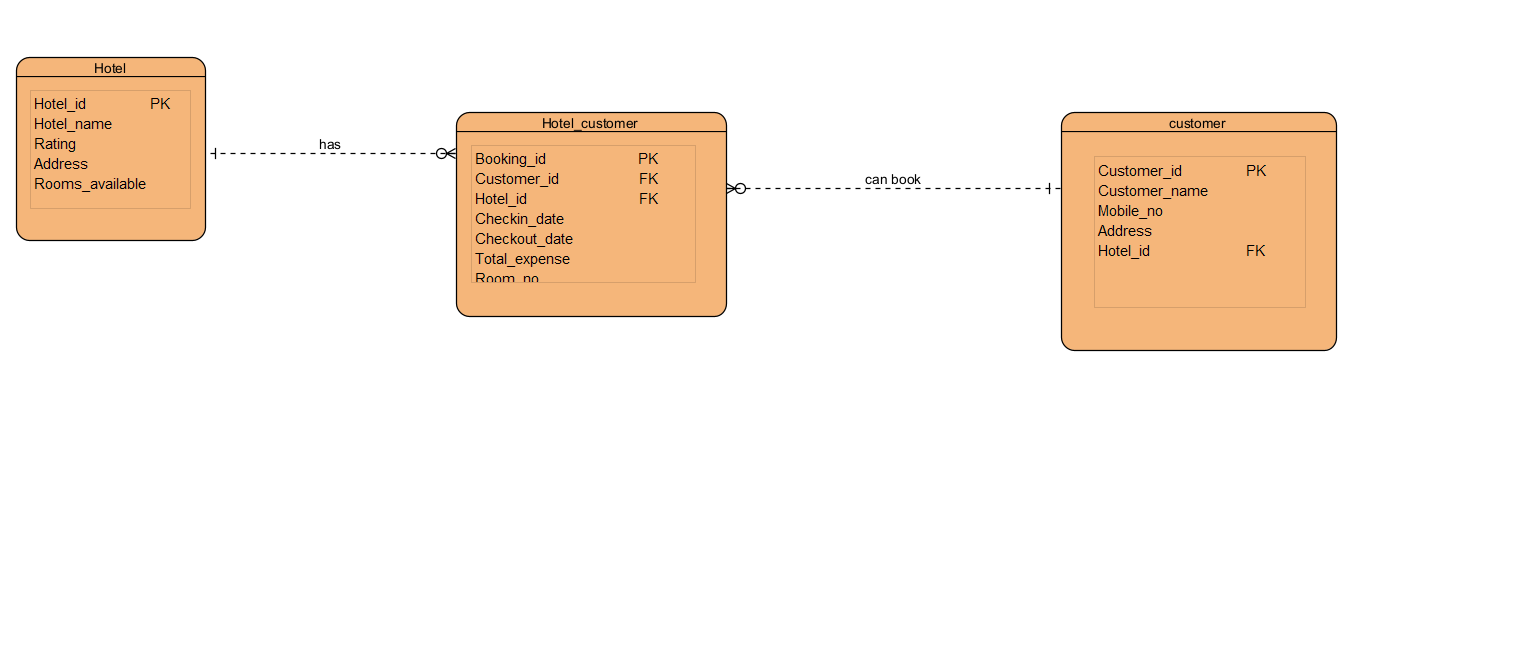 Hotel
Hotel_id PK
Hotel_name
Rating
Address
Rooms_available
has
Hotel_customer
Booking_id PK
Customer_id FK
Hotel_id FK
Checkin_date
Checkout_date
Total_expense
Room_no
can book
customer
Customer_id PK
Customer_name
Mobile_no
Address
Hotel_id FK